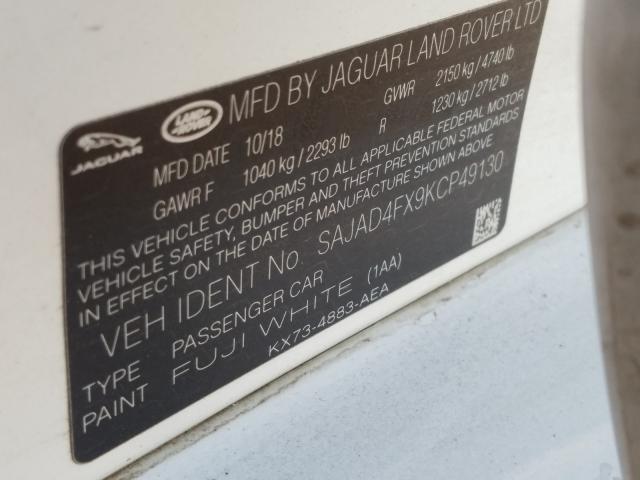 JAGUAR
LAND ROVER
MFD BY JAGUAR LAND ROVER LTD
MFD DATE 10/18 GVWR 2150 kg / 4740 lb
GAWR F 1040 kg / 2293 lb R 1230 kg / 2712 lb
THIS VEHICLE CONFORMS TO ALL APPLICABLE FEDERAL MOTOR
VEHICLE SAFETY, BUMPER AND THEFT PREVENTION STANDARDS
IN EFFECT ON THE DATE OF MANUFACTURE SHOWN ABOVE
VEH IDENT No. SAJAD4FX9KCP49130
TYPE PASSENGER CAR
PAINT FUJI WHITE (1AA)
KX73-4883-AEA